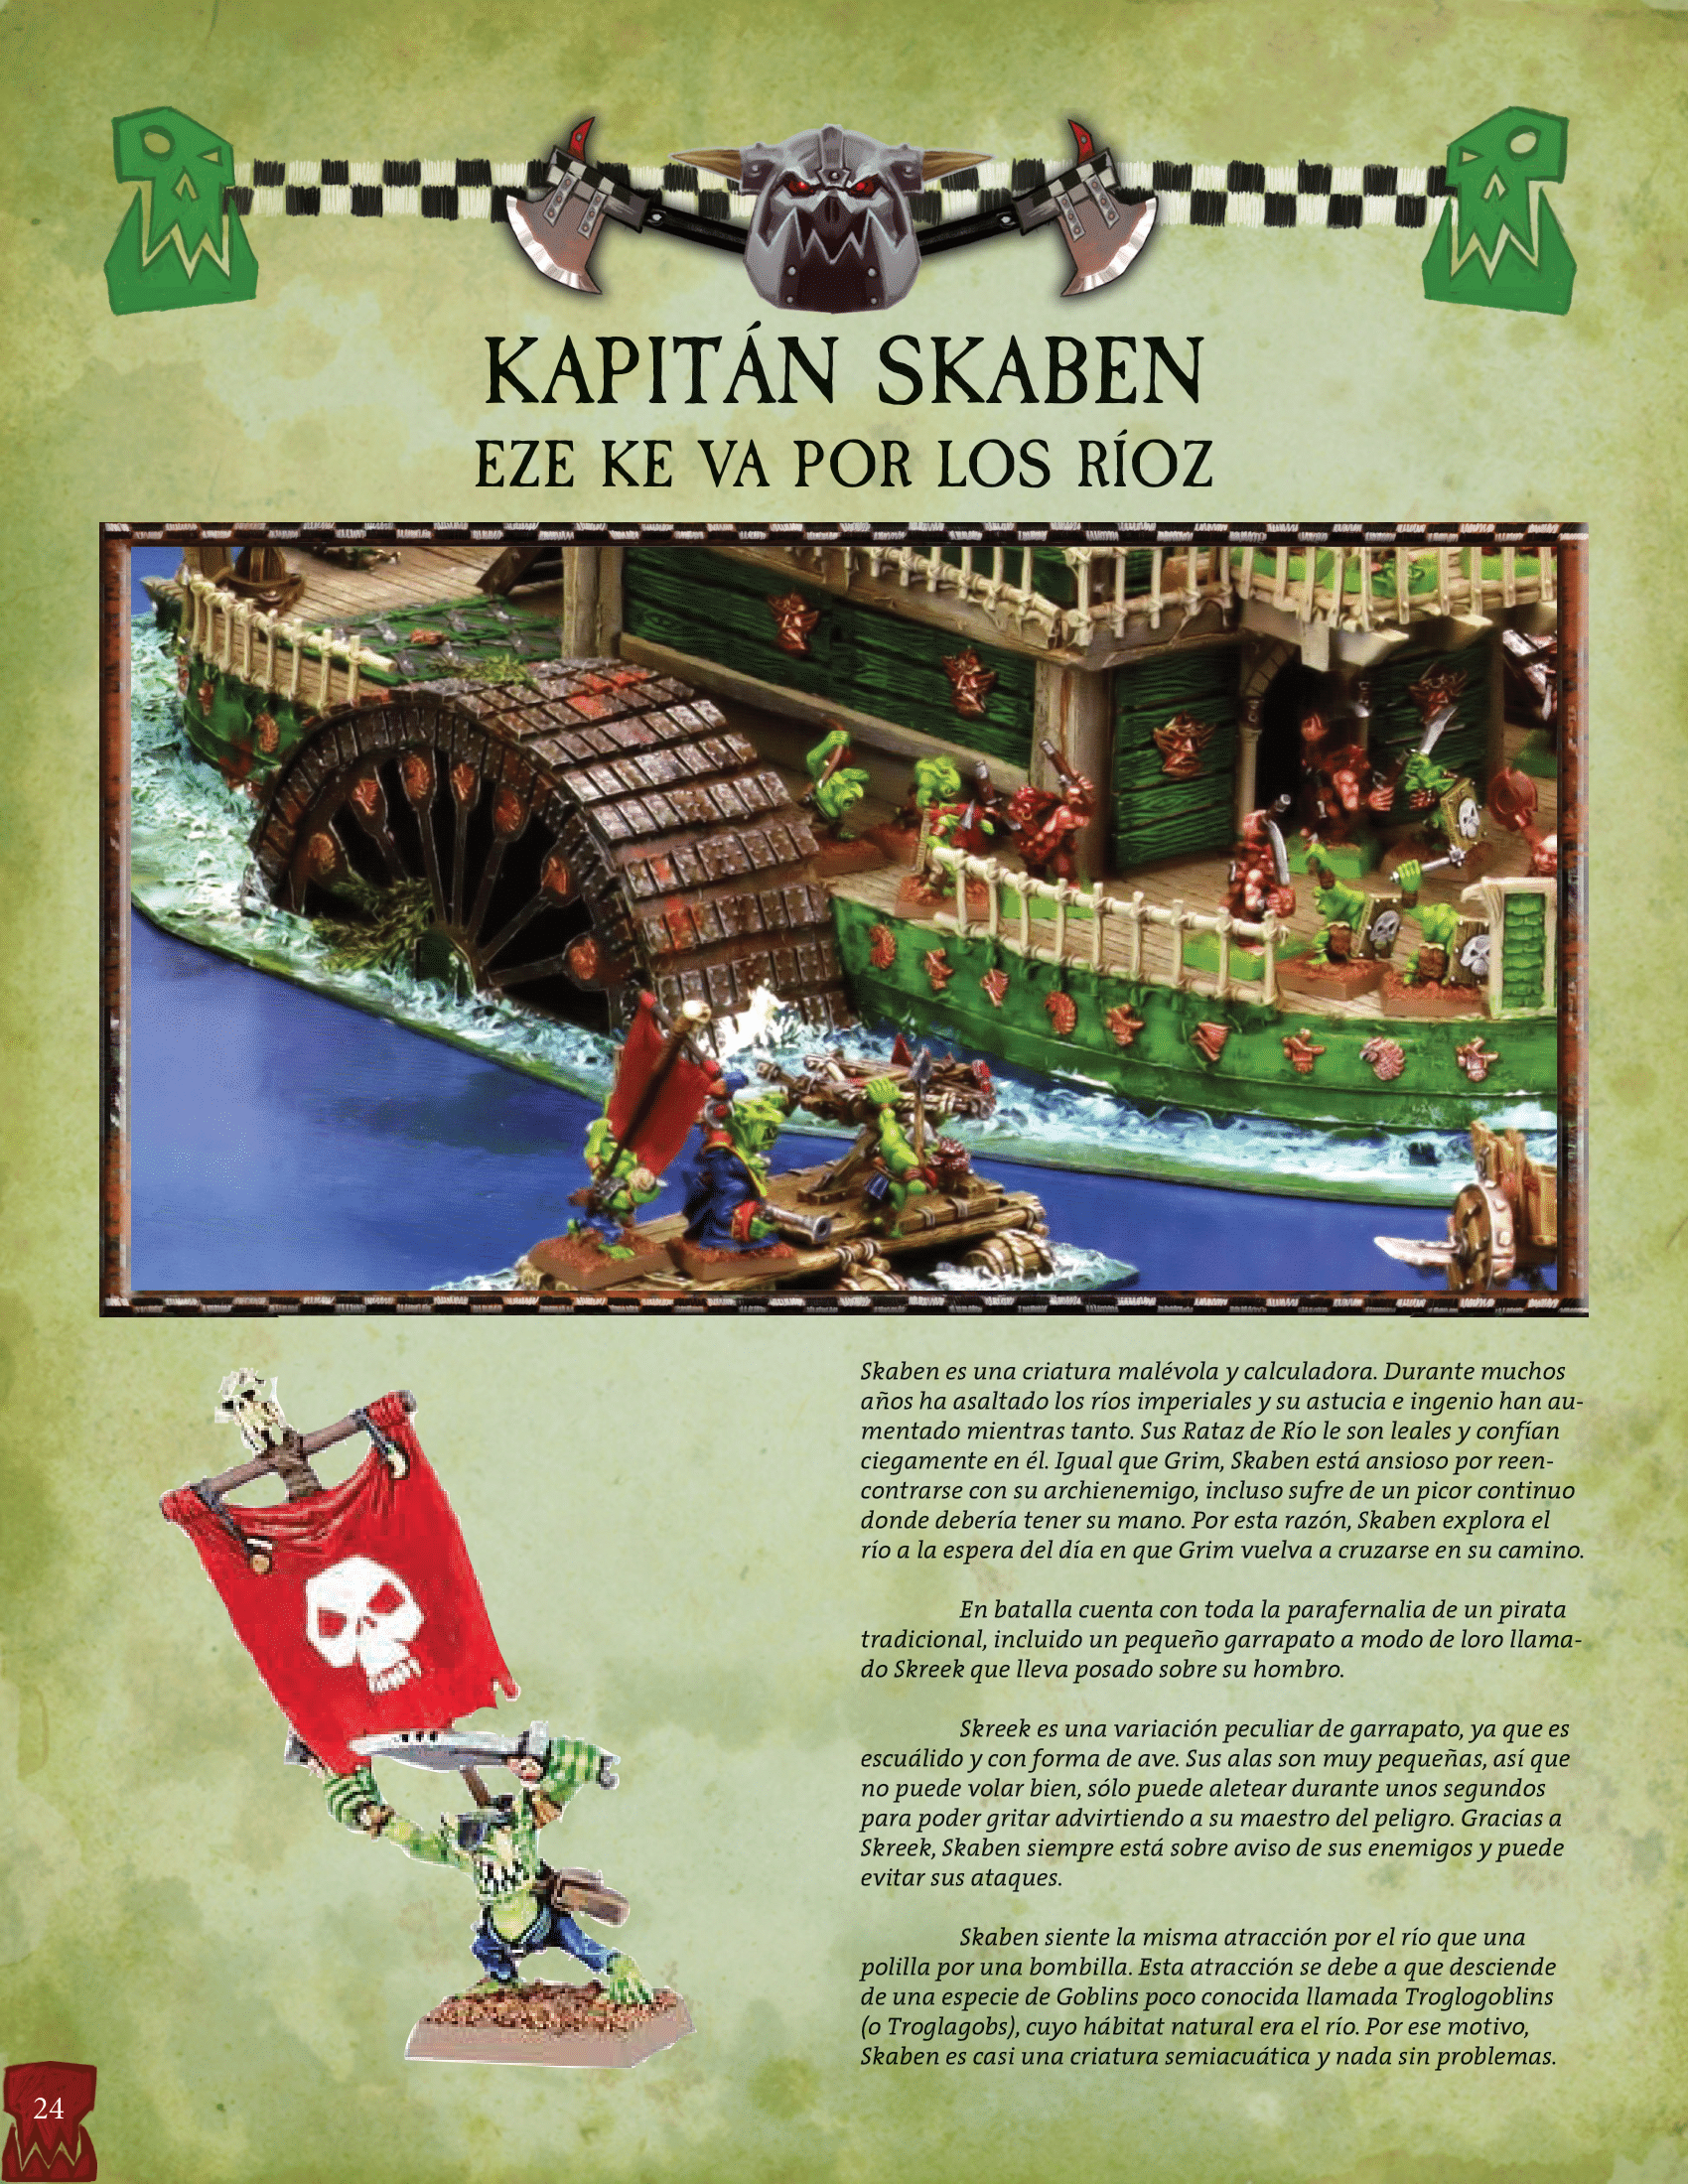 KAPITÁN SKABEN
EZE KE VA POR LOS RÍOZ
Skaben es una criatura malévola y calculadora. Durante muchos
años ha asaltado los ríos imperiales y su astucia e ingenio han au-
mentado mientras tanto. Sus Rataz de Río le son leales y confían
ciegamente en él. Igual que Grim, Skaben está ansioso por reen-
contrarse con su archienemigo, incluso sufre de un picor continuo
donde debería tener su mano. Por esta razón, Skaben explora el
río a la espera del día en que Grim vuelva a cruzarse en su camino.
En batalla cuenta con toda la parafernalia de un pirata
tradicional, incluido un pequeño garrapato a modo de loro llama-
do Skreek que lleva posado sobre su hombro.
Skreek es una variación peculiar de garrapato, ya que es
escuálido y con forma de ave. Sus alas son muy pequeñas, así que
no puede volar bien, sólo puede aletear durante unos segundos
para poder gritar advirtiendo a su maestro del peligro. Gracias a
Skreek, Skaben siempre está sobre aviso de sus enemigos y puede
evitar sus ataques.
Skaben siente la misma atracción por el río que una
polilla por una bombilla. Esta atracción se debe a que desciende
de una especie de Goblins poco conocida llamada Troglogoblins
(o Troglagobs), cuyo hábitat natural era el río. Por ese motivo,
Skaben es casi una criatura semiacuática y nada sin problemas.
24